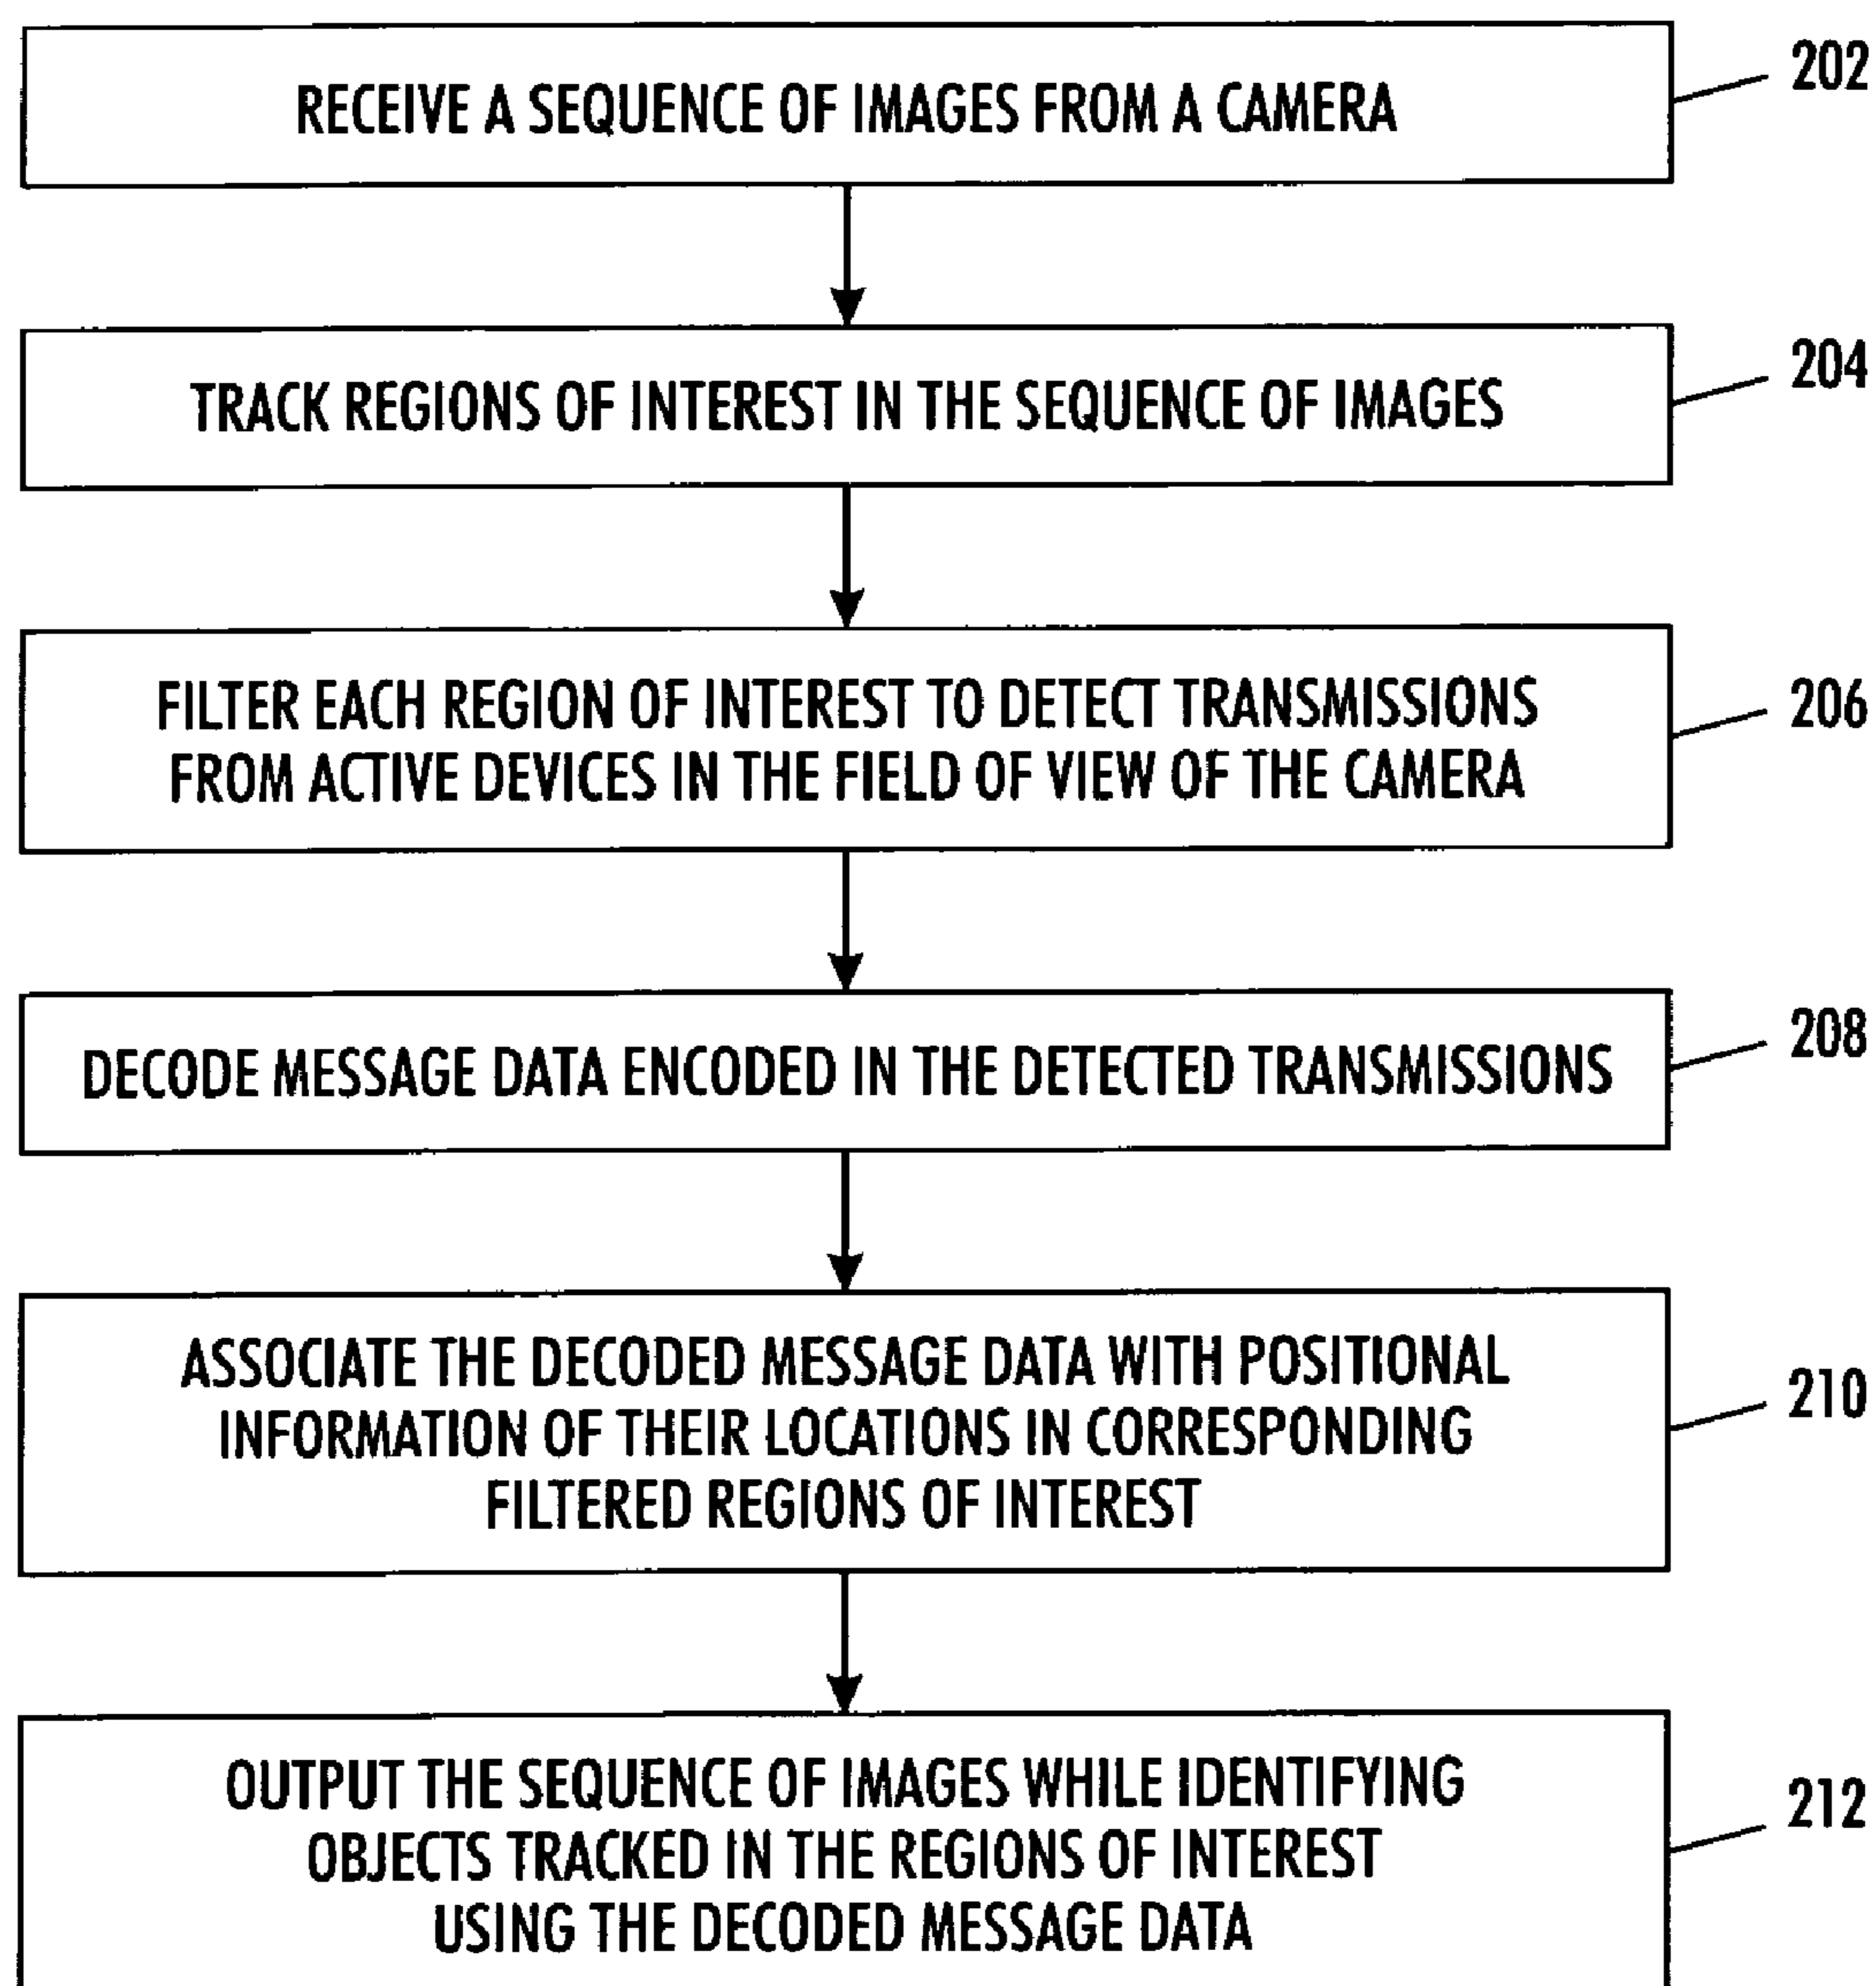 RECEIVE A SEQUENCE OF IMAGES FROM A CAMERA
202
TRACK REGIONS OF INTEREST IN THE SEQUENCE OF IMAGES
204
FILTER EACH REGION OF INTEREST TO DETECT TRANSMISSIONS
FROM ACTIVE DEVICES IN THE FIELD OF VIEW OF THE CAMERA
206
DECODE MESSAGE DATA ENCODED IN THE DETECTED TRANSMISSIONS
208
ASSOCIATE THE DECODED MESSAGE DATA WITH POSITIONAL
INFORMATION OF THEIR LOCATIONS IN CORRESPONDING
FILTERED REGIONS OF INTEREST
210
OUTPUT THE SEQUENCE OF IMAGES WHILE IDENTIFYING
OBJECTS TRACKED IN THE REGIONS OF INTEREST
USING THE DECODED MESSAGE DATA
212